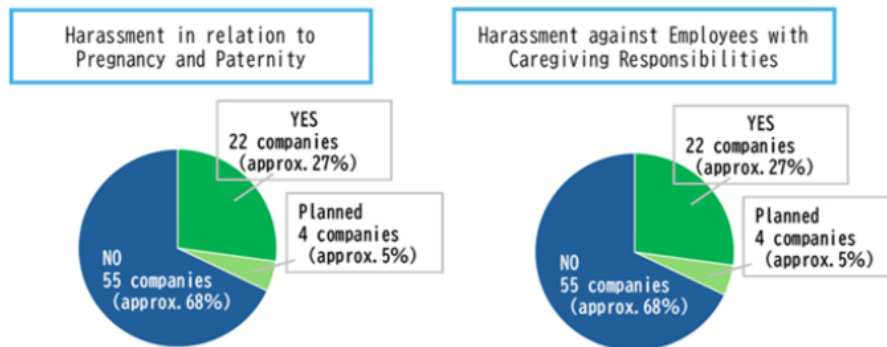 Harassment in relation to
Pregnancy and Paternity
YES
22 companies
(approx.27%)
Planned
4 companies
(approx.5%)
NO
55 companies
(approx.68%)
Harassment against Employees with
Caregiving Responsibilities
YES
22 companies
(approx.27%)
Planned
4 companies
(approx.5%)
NO
55 companies
(approx.68%)